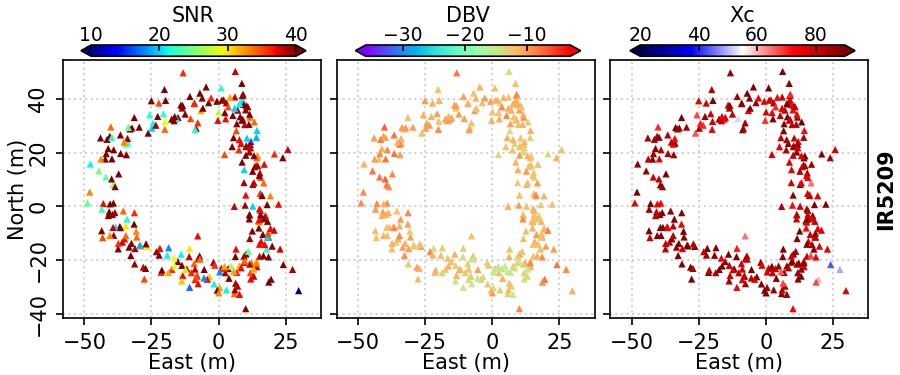 SNR DBV Xc
10 20 30 40 −30 −20 −10 20 40 60 80
40
20
0
−20
−40
North (m)
−50 −25 0 25 −50 −25 0 25 −50 −25 0 25
East (m) East (m) East (m)
IR5209